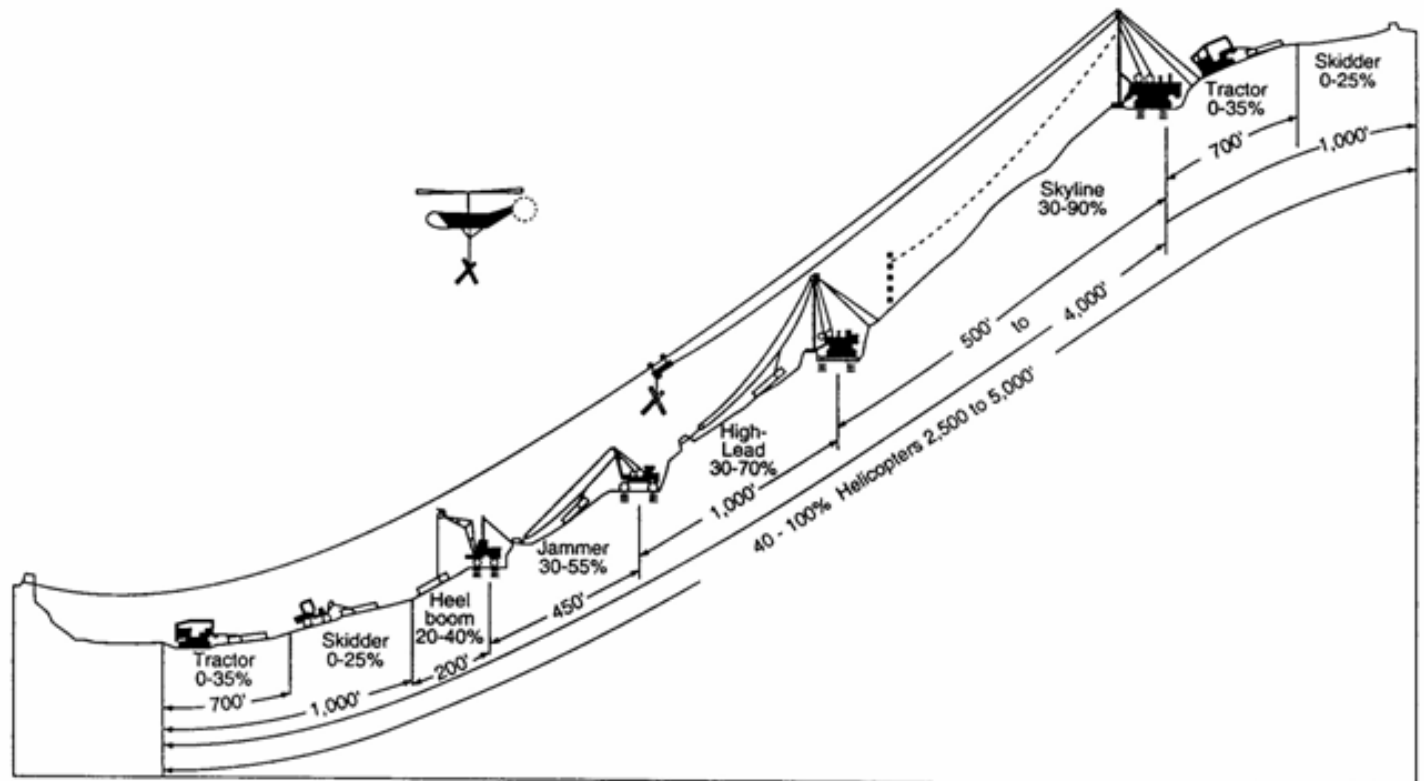 Tractor
0-35%
Skidder
0-25%
700'
1,000'
Skyline
30-90%
500'
to
4,000'
High-
Lead
30-70%
1,000'
40 - 100% Helicopters 2,500 to 5,000'
Jammer
30-55%
450'
Heel
boom
20-40%
200'
Skidder
0-25%
Tractor
0-35%
700'
1,000'